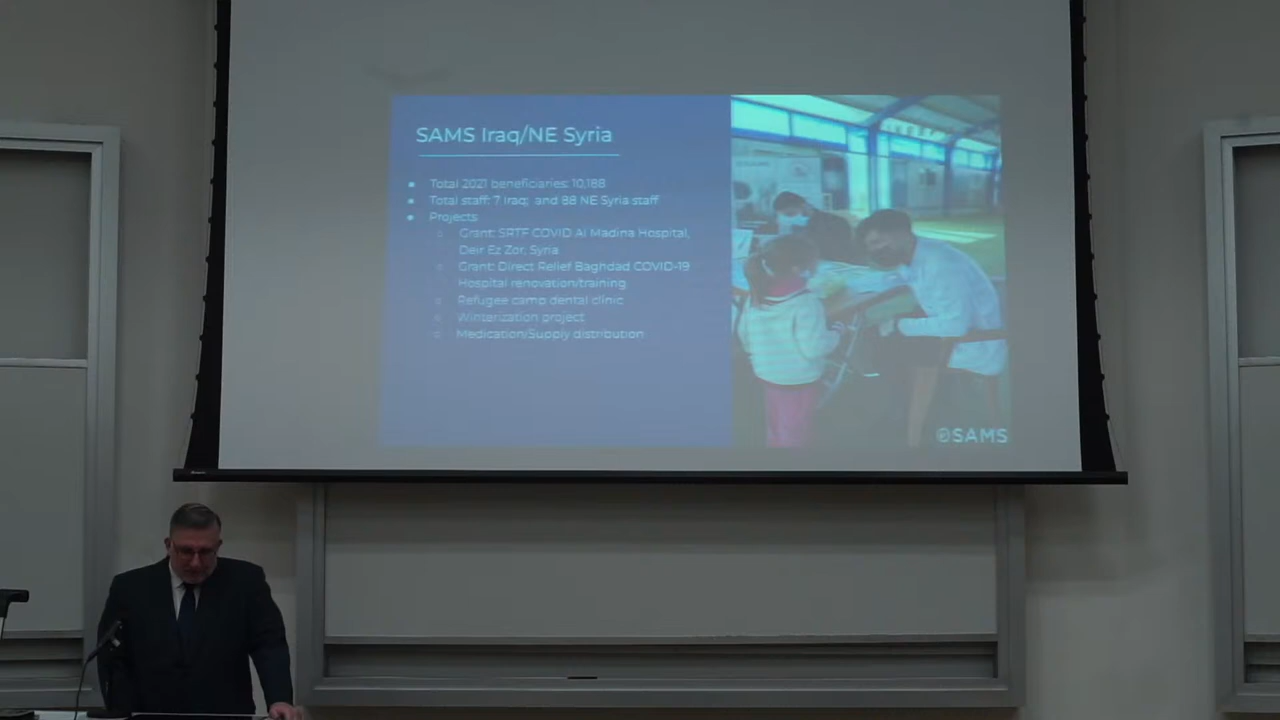 SAMS Iraq/NE Syria
Total 2021 beneficiaries: 10,188
Total staff: 7 Iraq; and 88 NE Syria staff
Projects
Grant: SRTF COVID Al Madina Hospital,
Deir Ez Zor, Syria
Grant: Direct Relief Baghdad COVID-19
Hospital renovation/training
Refugee camp dental clinic
Winterization project
Medication/Supply distribution
SAMS